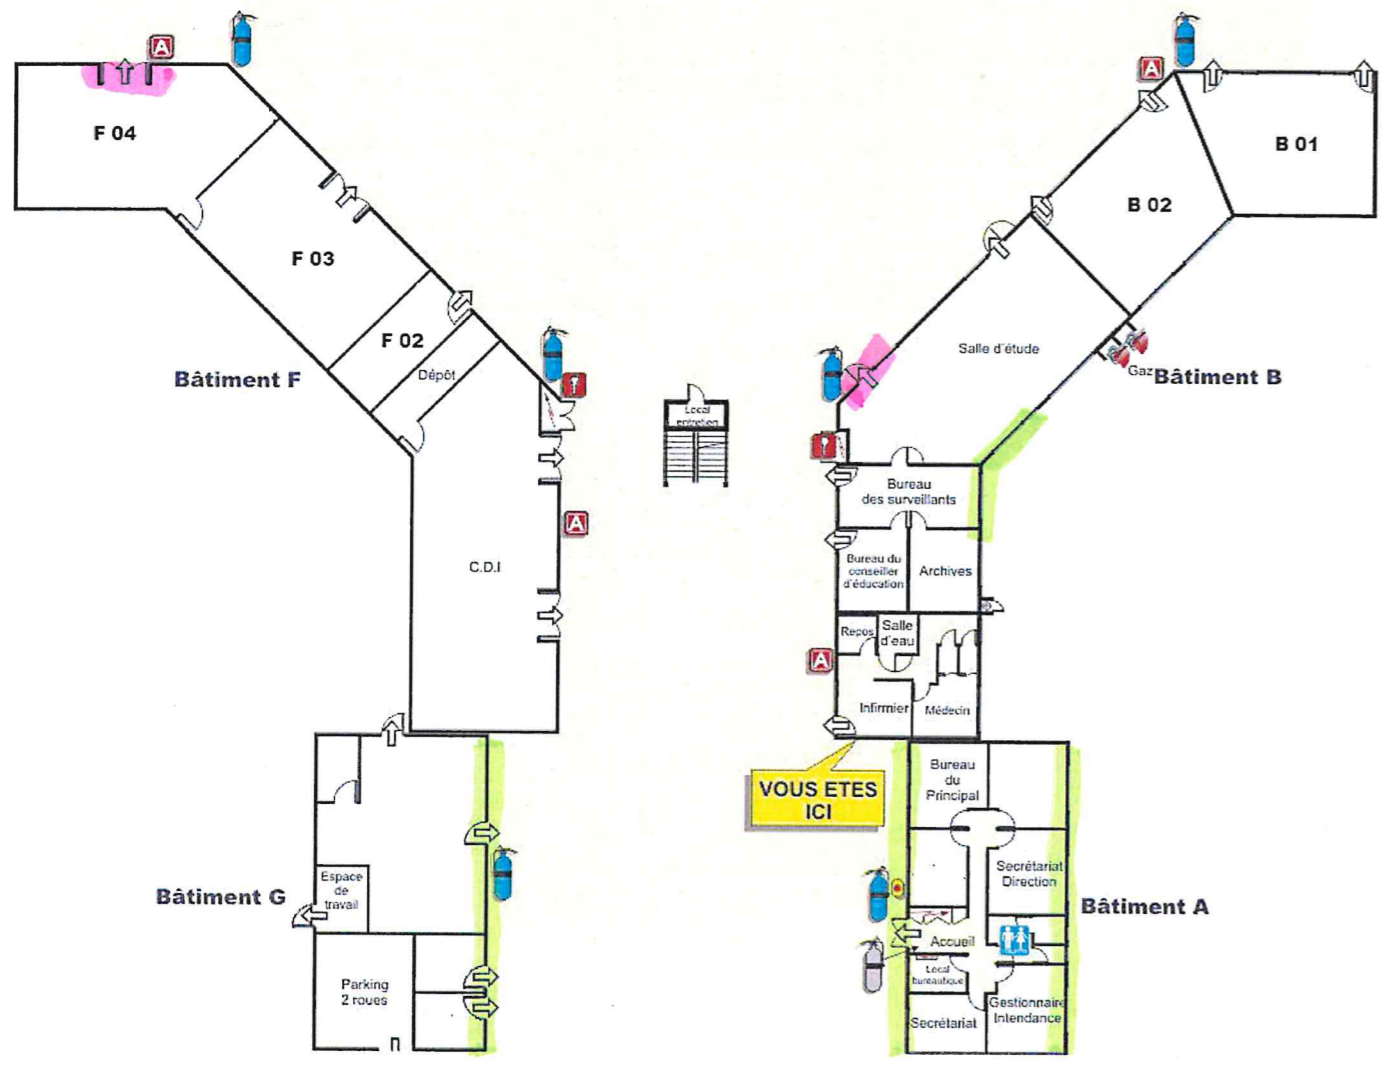 A
A
F 04
B 01
B 02
F 03
F 02
Dépôt
Salle d'étude
Gaz
Bâtiment B
Bâtiment F
Local
entretien
Bureau
des surveillants
A
C.D.I
Bureau du
conseiller
d'éducation
Archives
Repos
Salle
d'eau
A
Infirmier
Médecin
VOUS ETES
ICI
Bureau
du
Principal
Espace
de
travail
Bâtiment G
Secrétariat
Direction
Bâtiment A
Accueil
Local
bureautique
Parking
2 roues
Secrétariat
Gestionnaire
Intendance